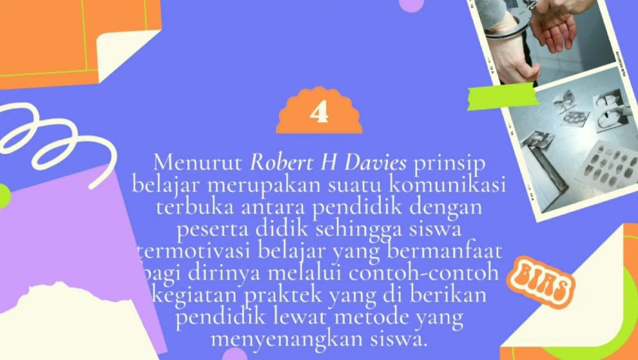 4
Menurut Robert H Davies prinsip
belajar merupakan suatu komunikasi
terbuka antara pendidik dengan
peserta didik sehingga siswa
termotivasi belajar yang bermanfaat
bagi dirinya melalui contoh-contoh
kegiatan praktek yang di berikan
pendidik lewat metode yang
menyenangkan siswa.
BIAS